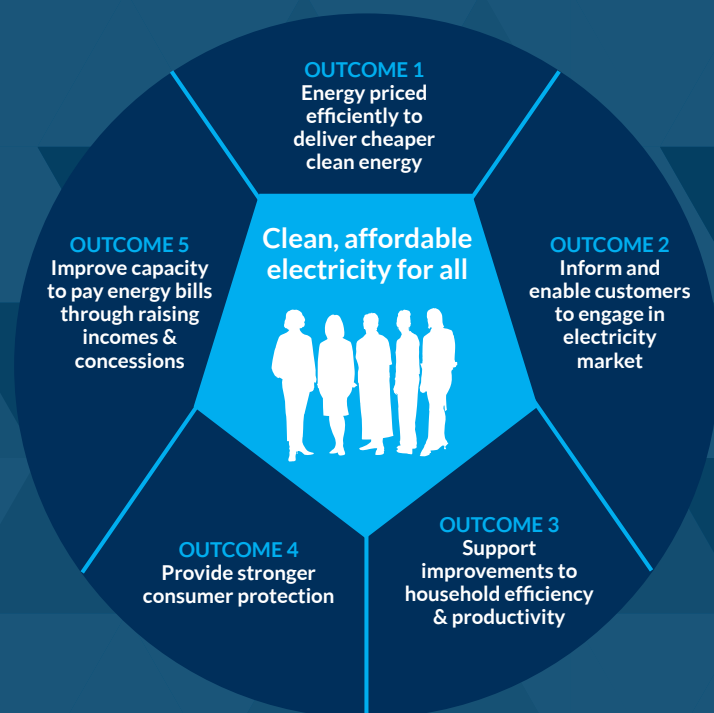 OUTCOME 1
Energy priced
efficiently to
deliver cheaper
clean energy
Clean, affordable
electricity for all
OUTCOME 2
Inform and
enable customers
to engage in
electricity
market
OUTCOME 3
Support
improvements to
household efficiency
& productivity
OUTCOME 4
Provide stronger
consumer protection
OUTCOME 5
Improve capacity
to pay energy bills
through raising
incomes &
concessions